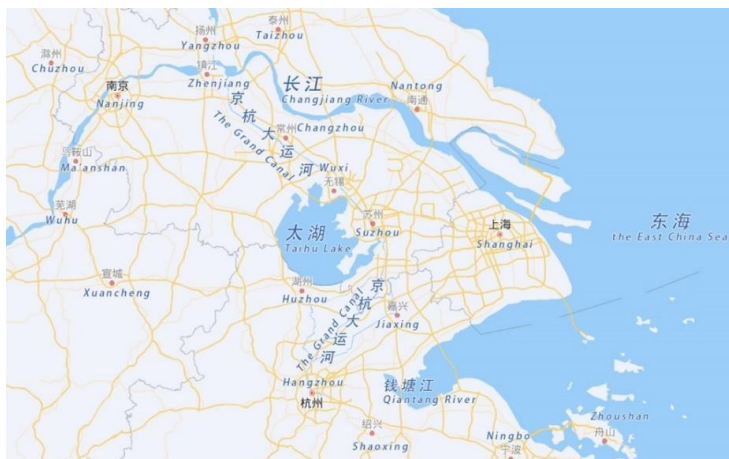 扬州
Yangzhou
泰州
Taizhou
滁州
Chuzhou
镇江
Zhenjiang
南京
Nanjing
长江
Changjiang River
Nantong
南通
京杭大运河
The Grand Canal
常州
Changzhou
马鞍山
Ma'anshan
Wuxi
无锡
芜湖
Wuhu
太湖
Taihu Lake
苏州
Suzhou
上海
Shanghai
东海
the East China Sea
宣城
Xuancheng
湖州
Huzhou
京杭大运河
The Grand Canal
嘉兴
Jiaxing
Hangzhou
杭州
钱塘江
Qiantang River
绍兴
Shaoxing
Ningbo
宁波
Zhoushan
舟山